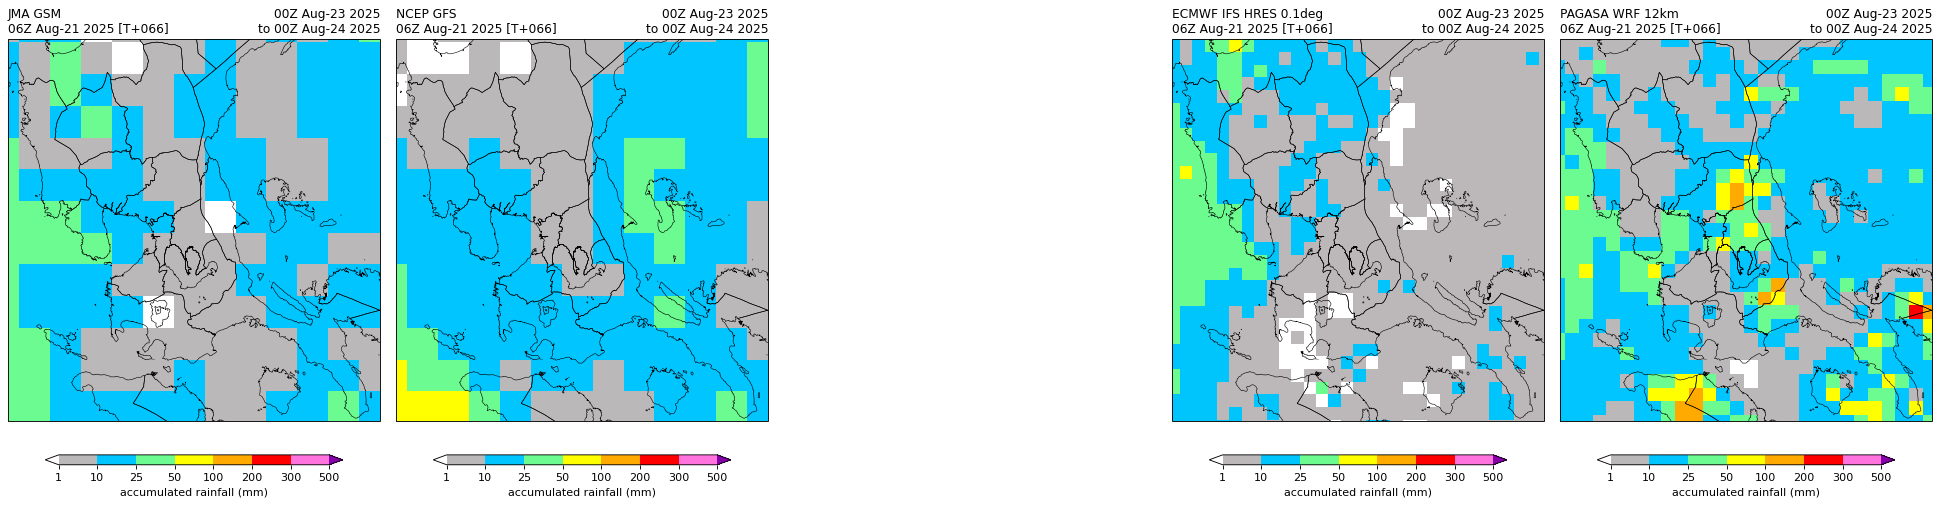 JMA GSM 00Z Aug-23 2025
06Z Aug-21 2025 [T+066] to 00Z Aug-24 2025
1 10 25 50 100 200 300 500
accumulated rainfall (mm)
NCEP GFS 00Z Aug-23 2025
06Z Aug-21 2025 [T+066] to 00Z Aug-24 2025
1 10 25 50 100 200 300 500
accumulated rainfall (mm)
ECMWF IFS HRES 0.1deg 00Z Aug-23 2025
06Z Aug-21 2025 [T+066] to 00Z Aug-24 2025
1 10 25 50 100 200 300 500
accumulated rainfall (mm)
PAGASA WRF 12km 00Z Aug-23 2025
06Z Aug-21 2025 [T+066] to 00Z Aug-24 2025
1 10 25 50 100 200 300 500
accumulated rainfall (mm)